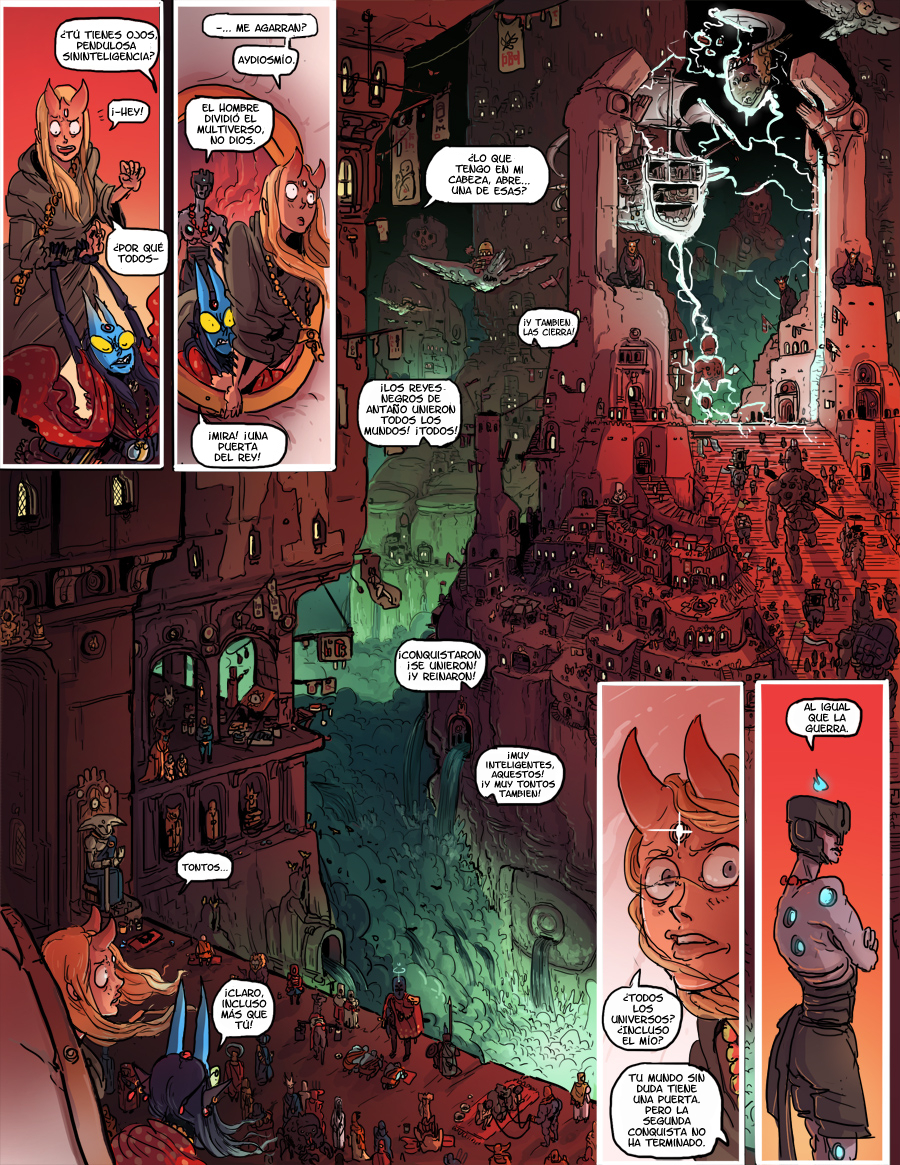 ¿TÚ TIENES OJOS,
PENDULOSA
SININTELIGENCIA?
¡-HEY!
¿POR QUÉ
TODOS-
-... ME AGARRAN?
AYDIOSMÍO.
EL HOMBRE
DIVIDIÓ EL
MULTIVERSO,
NO DIOS.
¡MIRA! ¡UNA
PUERTA
DEL REY!
¿LO QUE
TENGO EN MI
CABEZA, ABRE...
UNA DE ESAS?
¡Y TAMBIEN
LAS CIERRA!
¡LOS REYES
NEGROS DE
ANTAÑO UNIERON
TODOS LOS
MUNDOS! ¡TODOS!
¡CONQUISTARON
¡SE UNIERON!
¡Y REINARON!
¡MUY
INTELIGENTES,
AQUESTOS!
¡Y MUY TONTOS
TAMBIEN!
TONTOS...
¡CLARO,
INCLUSO
MÁS QUE
TÚ!
¿TODOS
LOS
UNIVERSOS?
¿INCLUSO
EL MÍO?
TU MUNDO SIN
DUDA TIENE
UNA PUERTA.
PERO LA
SEGUNDA
CONQUISTA
NO HA
TERMINADO.
AL IGUAL
QUE LA
GUERRA.